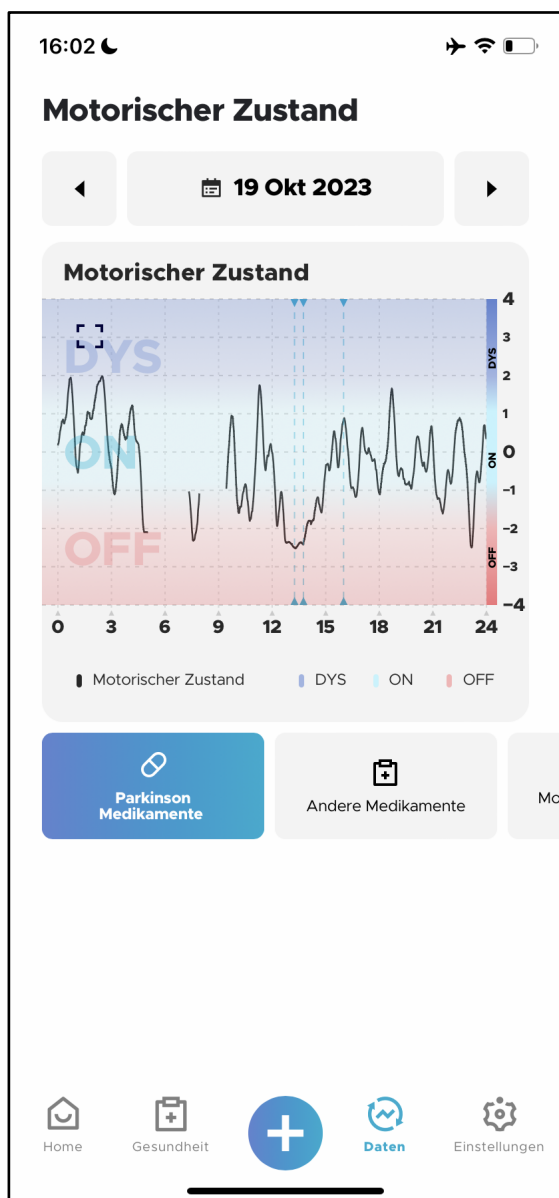 16:02
Motorischer Zustand
19 Okt 2023
Motorischer Zustand
DYS
ON
OFF
4
3
2
1
0
−1
−2
−3
−4
DYS
ON
OFF
0 3 6 9 12 15 18 21 24
Motorischer Zustand DYS ON OFF
Parkinson
Medikamente
Andere Medikamente
Mo
Home Gesundheit Daten Einstellungen